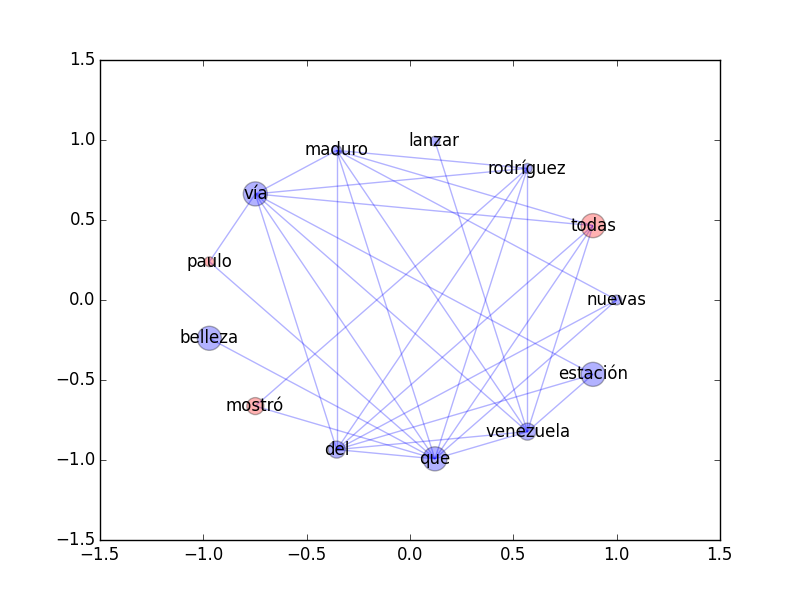 1.5
lanzar
1.0
maduro
rodríguez
vía
0.5
todas
paulo
0.0
nuevas
belleza
estación
−0.5
mostró
venezuela
del
que
−1.0
−1.5
−1.5 −1.0 −0.5 0.0 0.5 1.0 1.5